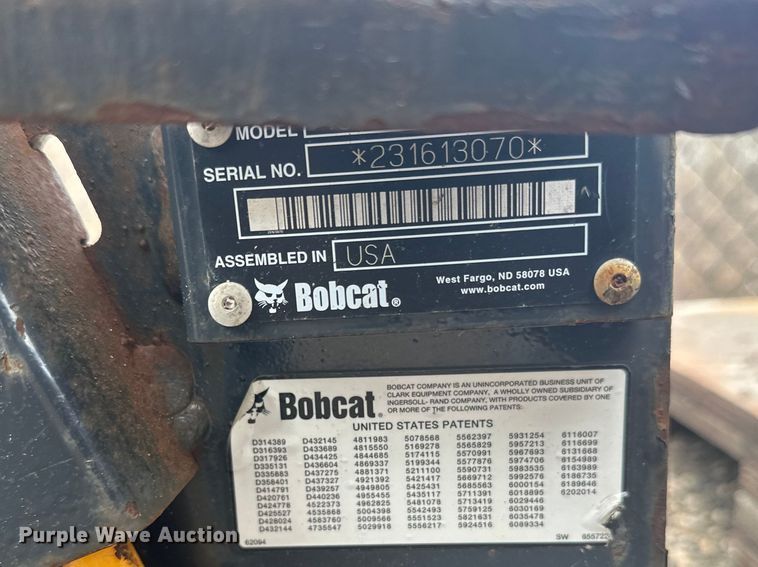 MODEL
SERIAL NO. *231613070*
ASSEMBLED IN USA
Bobcat®
West Fargo, ND 58078 USA
www.bobcat.com
Bobcat®
BOBCAT COMPANY IS AN UNINCORPORATED BUSINESS UNIT OF
CLARK EQUIPMENT COMPANY, A WHOLLY OWNED SUBSIDIARY OF
INGERSOLL- RAND COMPANY, WITH PRODUCTS COVERED BY ONE
OR MORE OF THE FOLLOWING PATENTS:
UNITED STATES PATENTS
D314389 D432145 4811983 5078568 5562397 5931254 6116007
D316393 D433689 4815550 5169278 5565829 5957213 6116699
D317926 D434425 4844685 5174115 5570991 5967693 6131668
D335131 D436604 4869337 5199344 5577876 5974706 6154989
D335883 D437275 4881371 5211100 5590731 5983535 6163989
D358401 D437327 4921392 5421417 5669712 5992576 6186735
D414791 D439257 4949805 5425431 5685563 6000154 6189646
D420761 D440236 4955455 5435117 5711391 6018895 6202014
D424778 4522373 4962825 5481078 5713419 6029446
D425527 4535868 5004398 5542493 5759125 6030169
D428024 4583760 5009566 5551523 5821631 6035478
D432144 4735547 5029918 5556217 5924516 6089334
62094 SW 655722
Purple Wave Auction